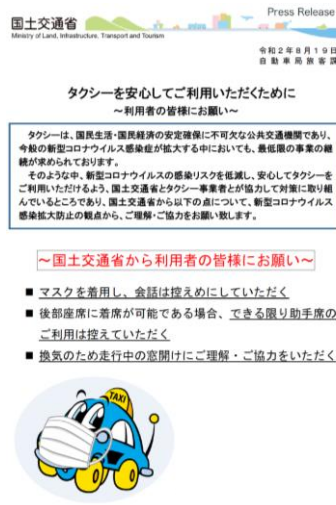 Press Release
国土交通省
Ministry of Land, Infrastructure, Transport and Tourism
令和２年８月１９日
自動車局旅客課
タクシーを安心してご利用いただくために
～利用者の皆様にお願い～
タクシーは、国民生活・国民経済の安定確保に不可欠な公共交通機関であり、
今般の新型コロナウイルス感染症が拡大する中においても、最低限の事業の継
続が求められております。
そのような中、新型コロナウイルスの感染リスクを低減し、安心してタクシーを
ご利用いただけるよう、国土交通省とタクシー事業者とが協力して対策に取り組
んでいるところであり、国土交通省から以下の点について、新型コロナウイルス
感染拡大防止の観点から、ご理解・ご協力をお願い致します。
～国土交通省から利用者の皆様にお願い～
■ マスクを着用し、会話は控えめにしていただく
■ 後部座席に着席が可能である場合、できる限り助手席の
ご利用は控えていただく
■ 換気のため走行中の窓開けにご理解・ご協力をいただく
TAXI